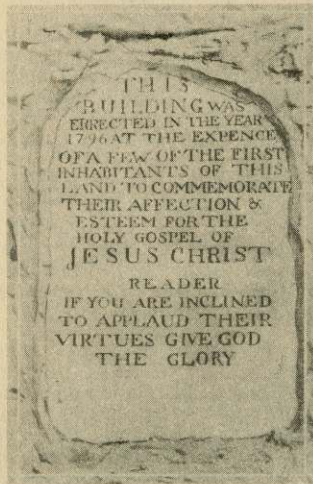 THIS
BUILDING WAS
ERRECTED IN THE YEAR
1796 AT THE EXPENCE
OF A FEW OF THE FIRST
INHABITANTS OF THIS
LAND TO COMMEMORATE
THEIR AFFECTION &
ESTEEM FOR THE
HOLY GOSPEL OF
JESUS CHRIST
READER
IF YOU ARE INCLINED
TO APPLAUD THEIR
VIRTUES GIVE GOD
THE GLORY